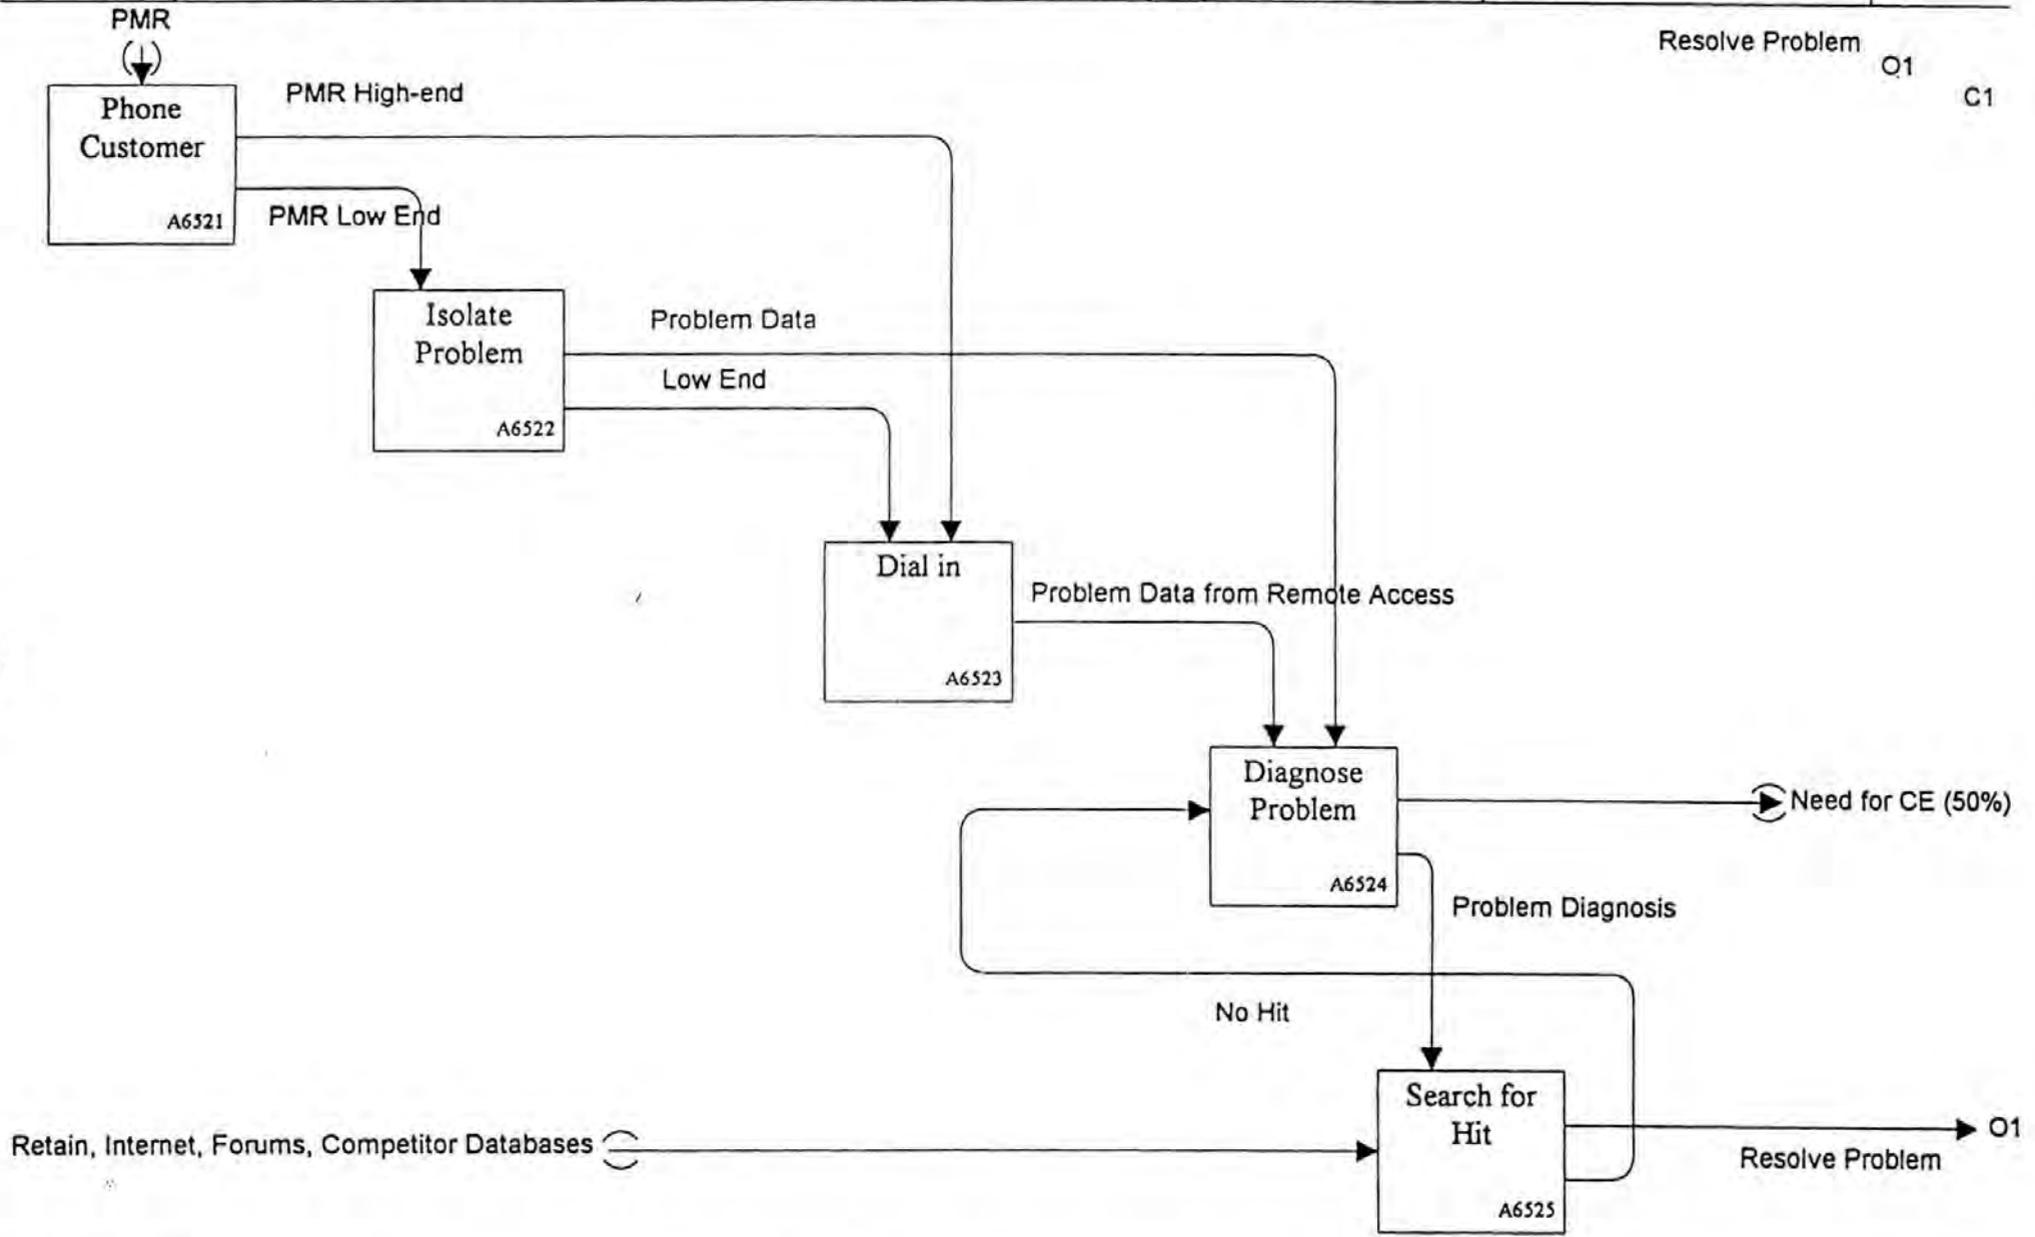 PMR
Resolve Problem
O1
C1
Phone
Customer
A6521
PMR High-end
PMR Low End
Isolate
Problem
A6522
Problem Data
Low End
Dial in
A6523
Problem Data from Remote Access
Diagnose
Problem
A6524
Need for CE (50%)
Problem Diagnosis
No Hit
Search for
Hit
A6525
Retain, Internet, Forums, Competitor Databases
O1
Resolve Problem